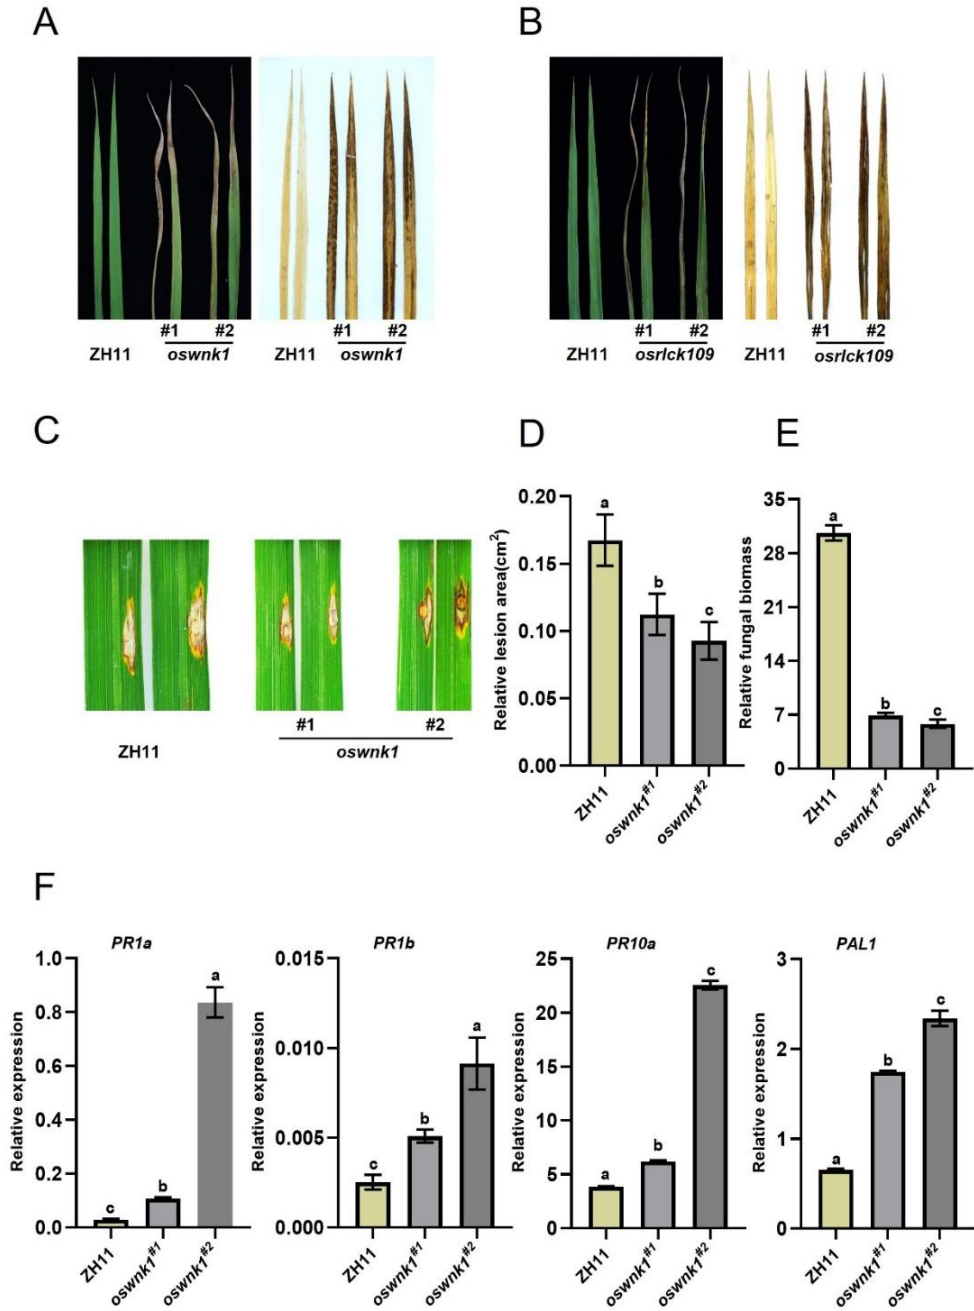 A
B
#1 #2 #1 #2 #1 #2 #1 #2
ZH11 oswnk1 ZH11 oswnk1 ZH11 osrlck109 ZH11 osrlck109
C
D
E
Relative lesion area(cm²)
0.20
0.15
0.10
0.05
0.00
a
b
c
ZH11
oswnk1#1
oswnk1#2
Relative fungal biomass
35
28
21
14
7
0
a
b
c
ZH11
oswnk1#1
oswnk1#2
#1 #2
ZH11 oswnk1
F
PR1a
Relative expression
1.0
0.8
0.6
0.4
0.2
0.0
c
b
a
ZH11
oswnk1#1
oswnk1#2
PR1b
Relative expression
0.015
0.010
0.005
0.000
c
b
a
ZH11
oswnk1#1
oswnk1#2
PR10a
Relative expression
25
20
15
10
5
0
a
b
c
ZH11
oswnk1#1
oswnk1#2
PAL1
Relative expression
3
2
1
0
a
b
c
ZH11
oswnk1#1
oswnk1#2